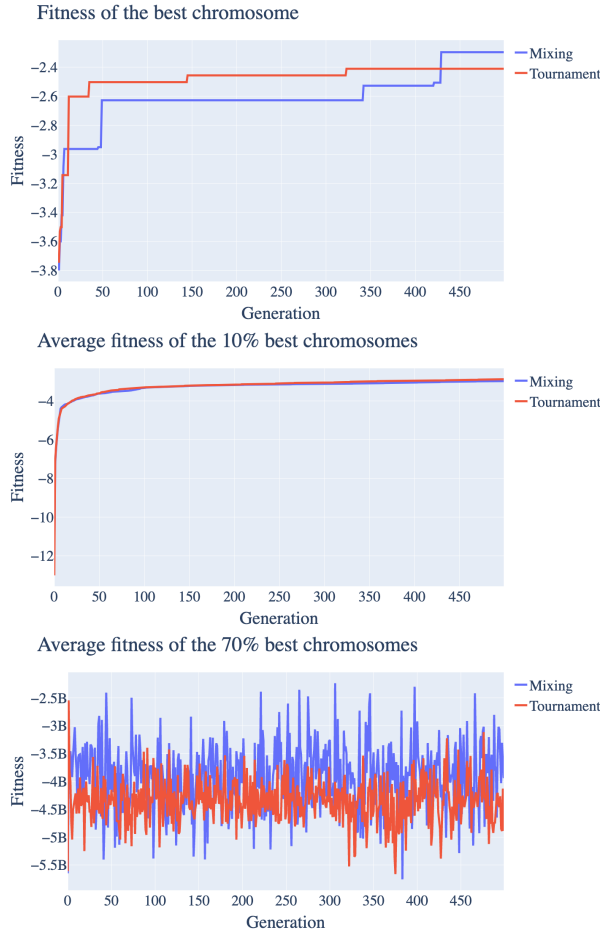 Fitness of the best chromosome
−2.4
−2.6
−2.8
−3
−3.2
−3.4
−3.6
−3.8
Fitness
0 50 100 150 200 250 300 350 400 450
Generation
Mixing
Tournament
Average fitness of the 10% best chromosomes
−4
−6
−8
−10
−12
Fitness
0 50 100 150 200 250 300 350 400 450
Generation
Mixing
Tournament
Average fitness of the 70% best chromosomes
−2.5B
−3B
−3.5B
−4B
−4.5B
−5B
−5.5B
Fitness
0 50 100 150 200 250 300 350 400 450
Generation
Mixing
Tournament